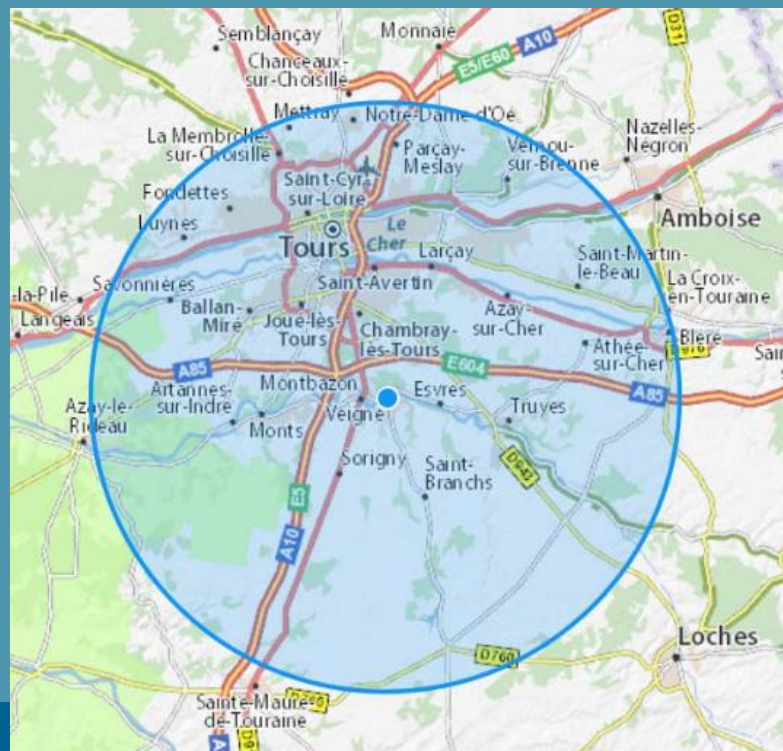 Semblançay
Monnaie
D31
A10
E5/E60
Chanceaux-
sur-Choisille
Mettray
Notre-Dame d'Oé
La Membrolle-
sur-Choisille
Parçay-
Meslay
Vernou-
sur-Brenne
Nazelles-
Négron
Fondettes
Saint-Cyr-
sur-Loire
Amboise
Luynes
Tours
Le
Cher
Larçay
Saint-Martin-
le-Beau
La Croix-
en-Touraine
-la-Pile
Savonnières
Saint-Avertin
Langeais
Ballan-
Miré
Joué-lès-
Tours
Chambray-
lès-Tours
Azay-
sur-Cher
Athée-
sur-Cher
Bléré
D976
A85
E604
A85
Artannes-
sur-Indre
Montbazon
Azay-le-
Rideau
Veigné
Esvres
Truyes
Monts
Sorigny
Saint-
Branchs
D943
E5
A10
Loches
D760
Sainte-Maure-
de-Touraine
D760